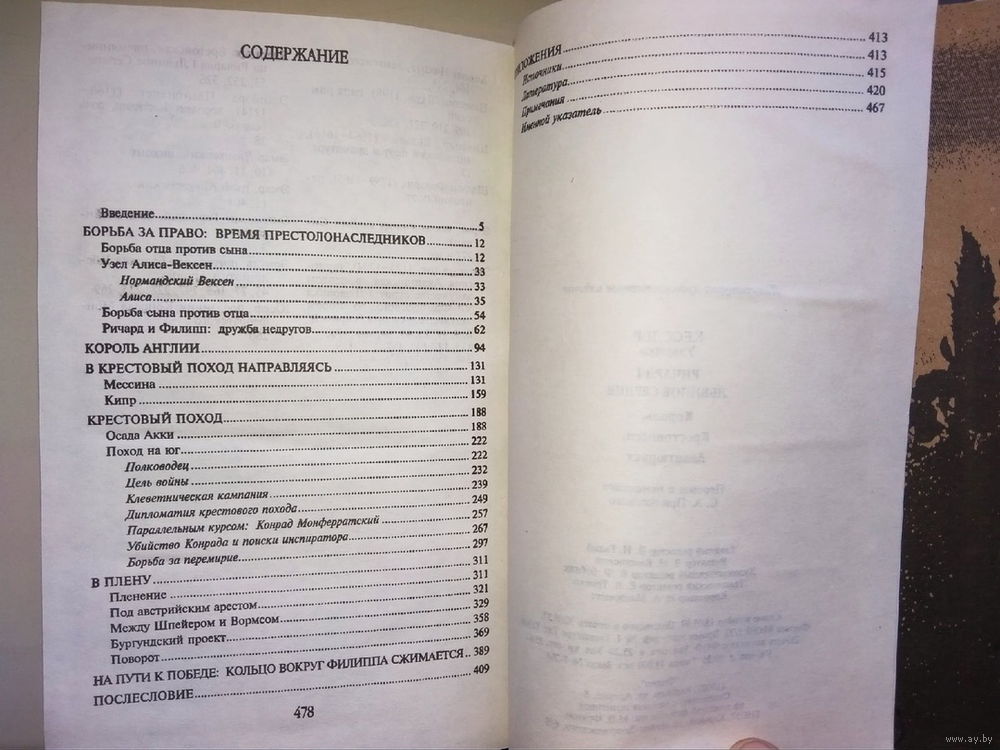 СОДЕРЖАНИЕ
Введение 5
БОРЬБА ЗА ПРАВО: ВРЕМЯ ПРЕСТОЛОНАСЛЕДНИКОВ 12
Борьба отца против сына 12
Узел Алиса-Вексен 33
Нормандский Вексен 33
Алиса 35
Борьба сына против отца 54
Ричард и Филипп: дружба недругов 62
КОРОЛЬ АНГЛИИ 94
В КРЕСТОВЫЙ ПОХОД НАПРАВЛЯЯСЬ 131
Мессина 131
Кипр 159
КРЕСТОВЫЙ ПОХОД 188
Осада Акки 188
Поход на юг 222
Полководец 222
Цель войны 232
Клеветническая кампания 239
Дипломатия крестового похода 249
Параллельным курсом: Конрад Монферратский 257
Убийство Конрада и поиски инспиратора 267
Борьба за перемирие 297
В ПЛЕНУ 311
Пленение 311
Под австрийским арестом 321
Между Шпейером и Вормсом 329
Бургундский проект 358
Поворот 369
НА ПУТИ К ПОБЕДЕ: КОЛЬЦО ВОКРУГ ФИЛИППА СЖИМАЕТСЯ 389
ПОСЛЕСЛОВИЕ 409
478
ЛОЖЕНИЯ 413
Источники 413
Литература 415
Примечания 420
Именной указатель 467
www.ay.by